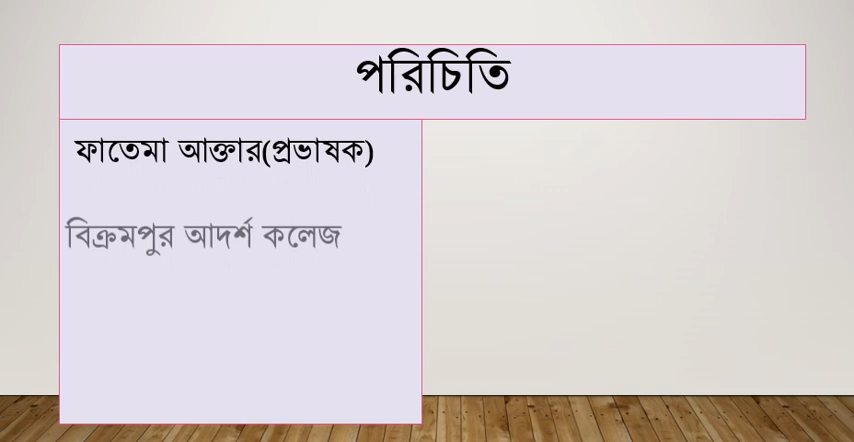 পরিচিতি
ফাতেমা আক্তার(প্রভাষক)
বিক্রমপুর আদর্শ কলেজ